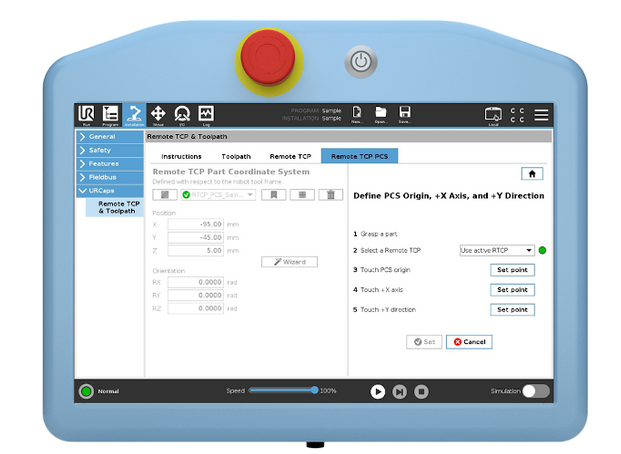 UR
PROGRAM Sample
INSTALLATION Sample
Run Program Installation Move I/O Log New... Open... Save... Local
C C
C C
General
Safety
Features
Fieldbus
URCaps
Remote TCP
& Toolpath
Remote TCP & Toolpath
Instructions Toolpath Remote TCP Remote TCP PCS
Remote TCP Part Coordinate System
Defined with respect to the robot tool frame.
RTCP_PCS_Sam...
Position
X -95.00 mm
Y -45.00 mm
Z 5.00 mm
Wizard
Orientation
RX 0.0000 rad
RY 0.0000 rad
RZ 0.0000 rad
Define PCS Origin, +X Axis, and +Y Direction
1 Grasp a part
2 Select a Remote TCP Use active RTCP
3 Touch PCS origin Set point
4 Touch +X axis Set point
5 Touch +Y direction Set point
Set Cancel
Normal Speed 100% Simulation